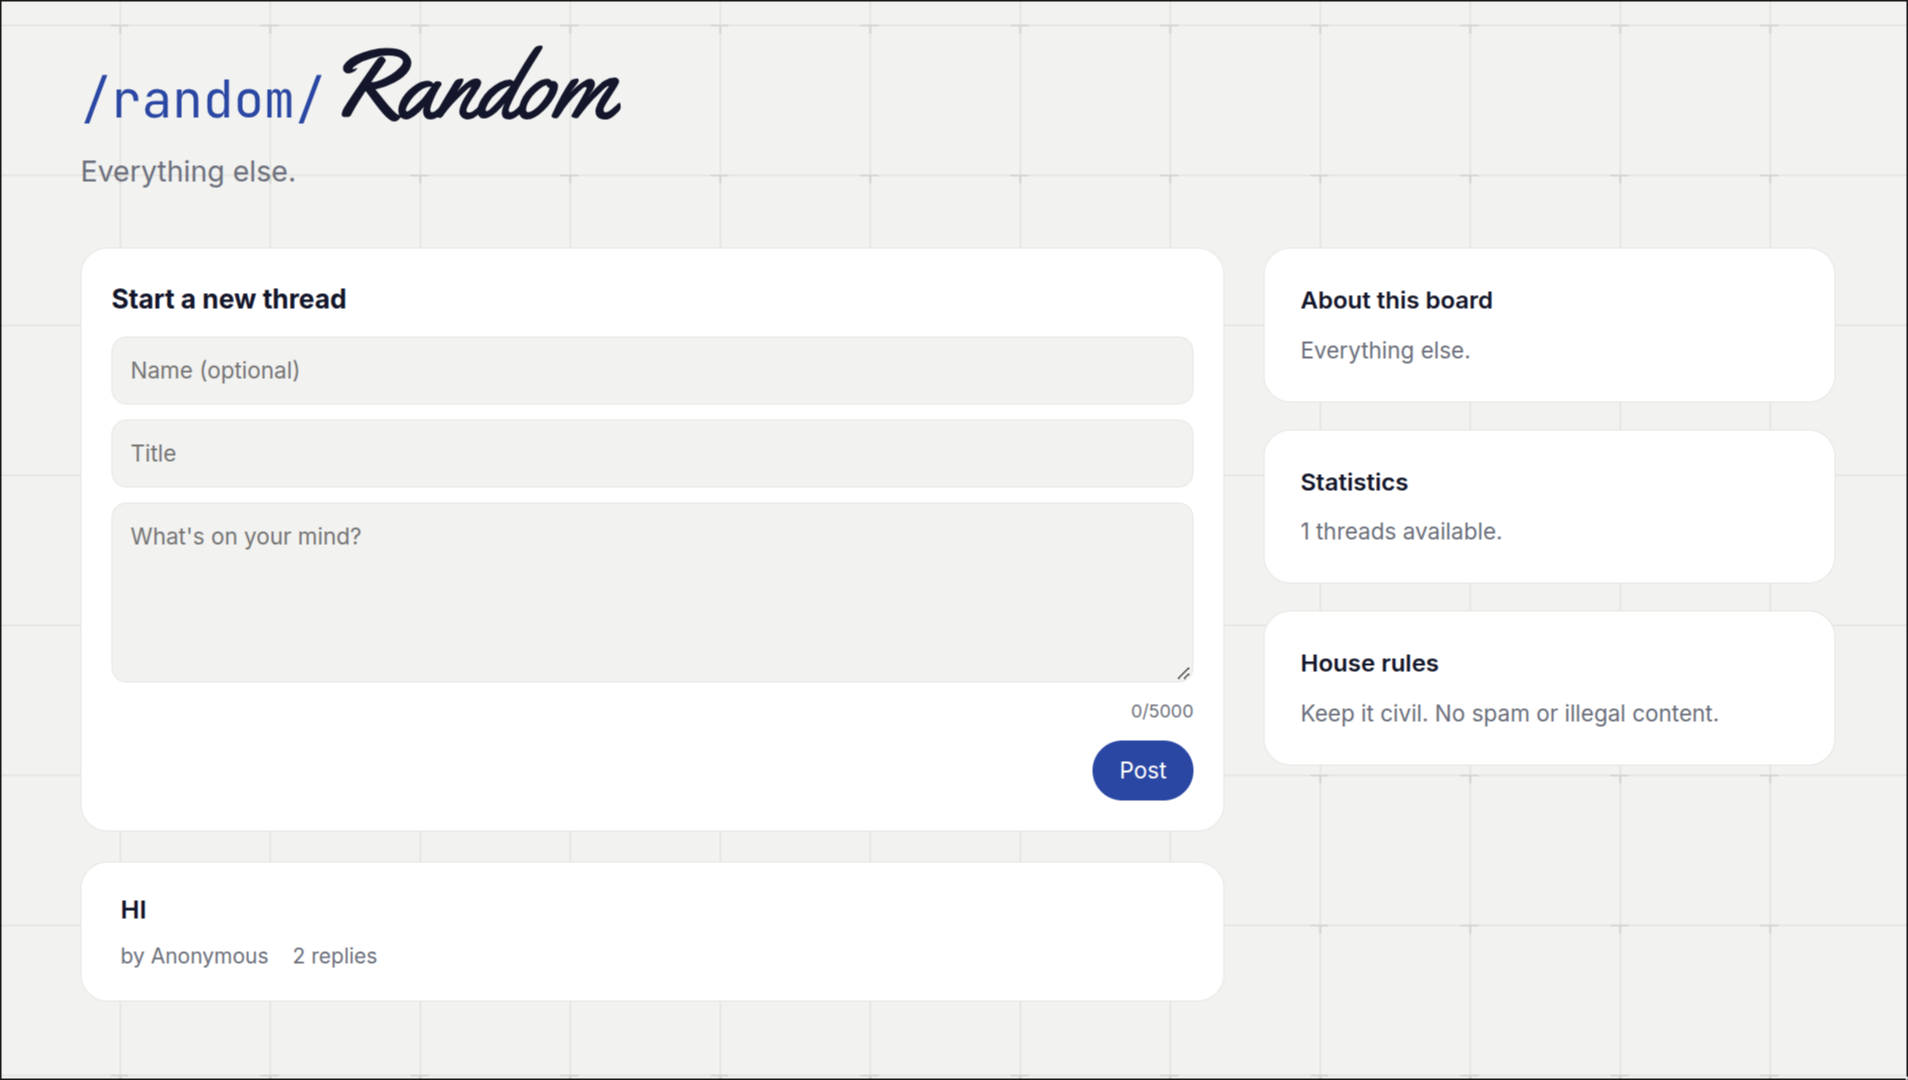 /random/ Random
Everything else.
Start a new thread
Name (optional)
Title
What's on your mind?
0/5000
Post
HI
by Anonymous 2 replies
About this board
Everything else.
Statistics
1 threads available.
House rules
Keep it civil. No spam or illegal content.